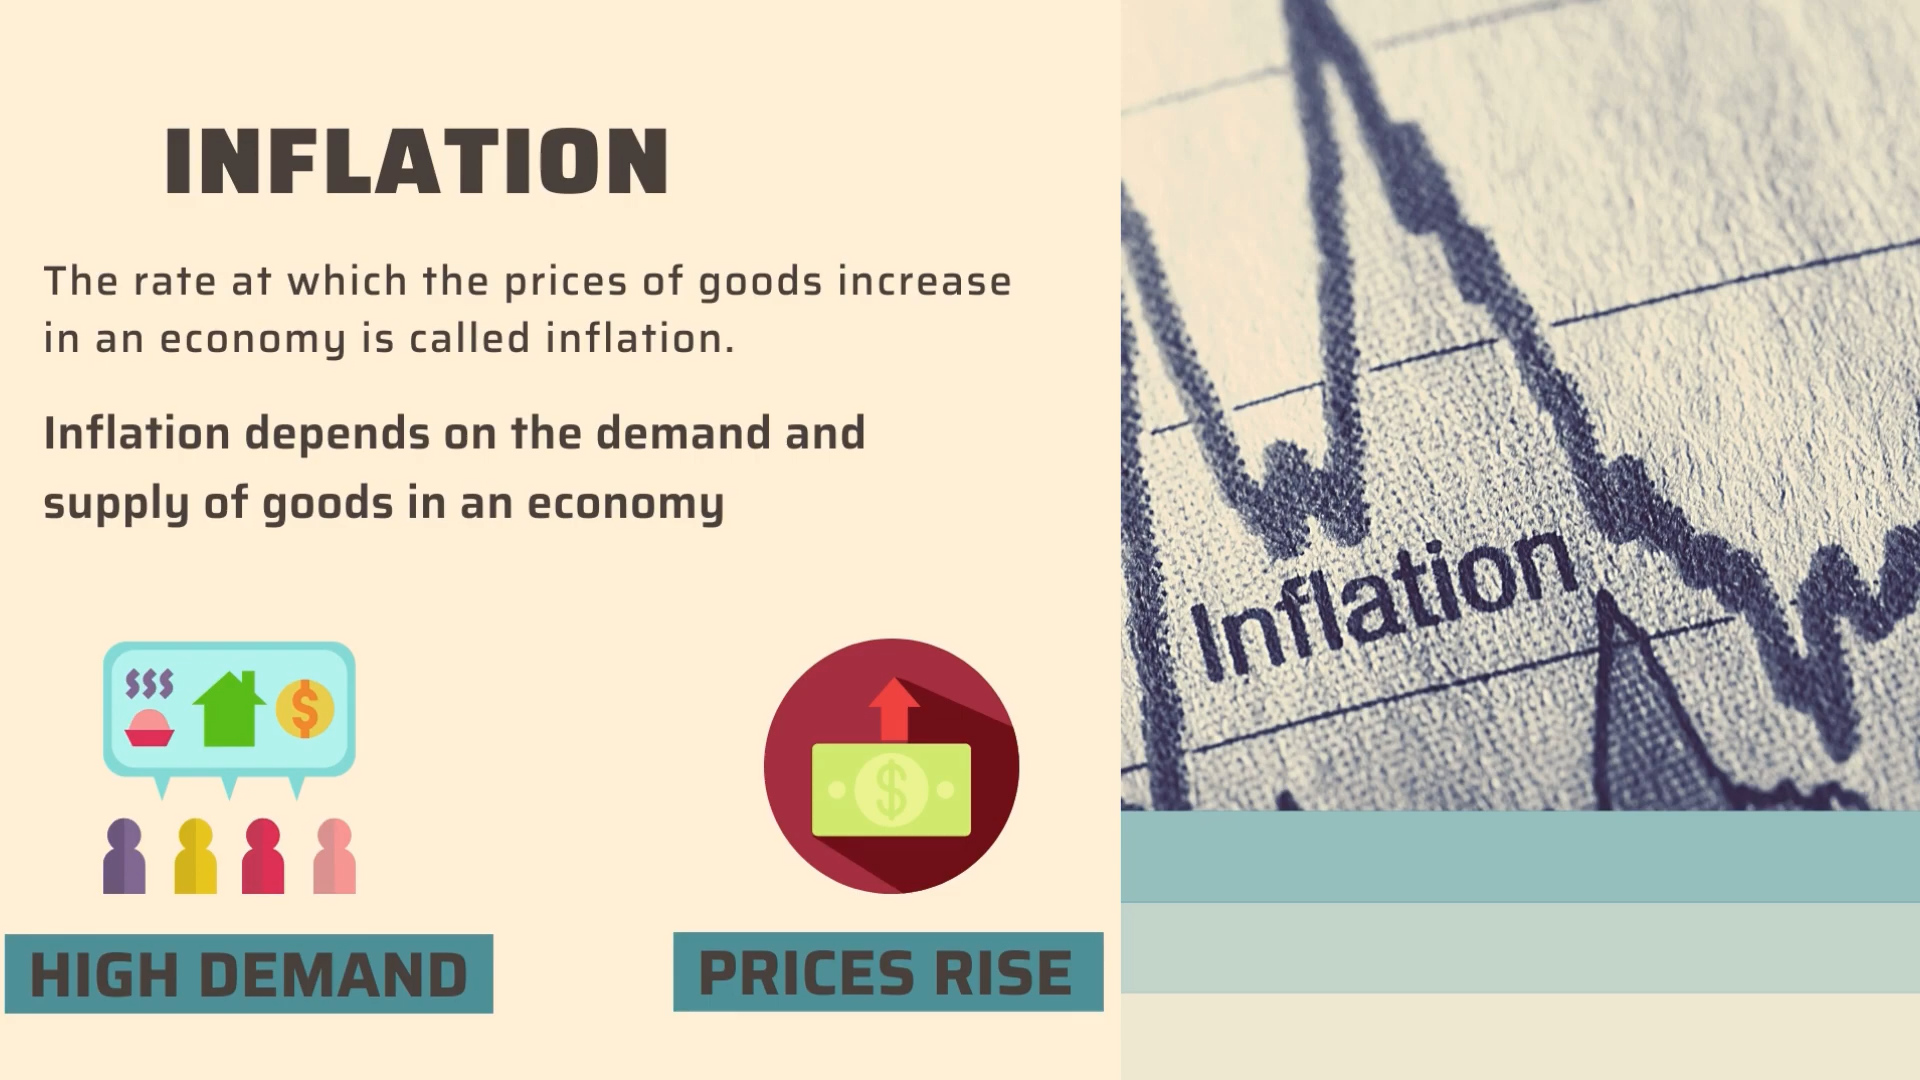 INFLATION
The rate at which the prices of goods increase
in an economy is called inflation.
Inflation depends on the demand and
supply of goods in an economy
$
$
HIGH DEMAND
PRICES RISE
Inflation